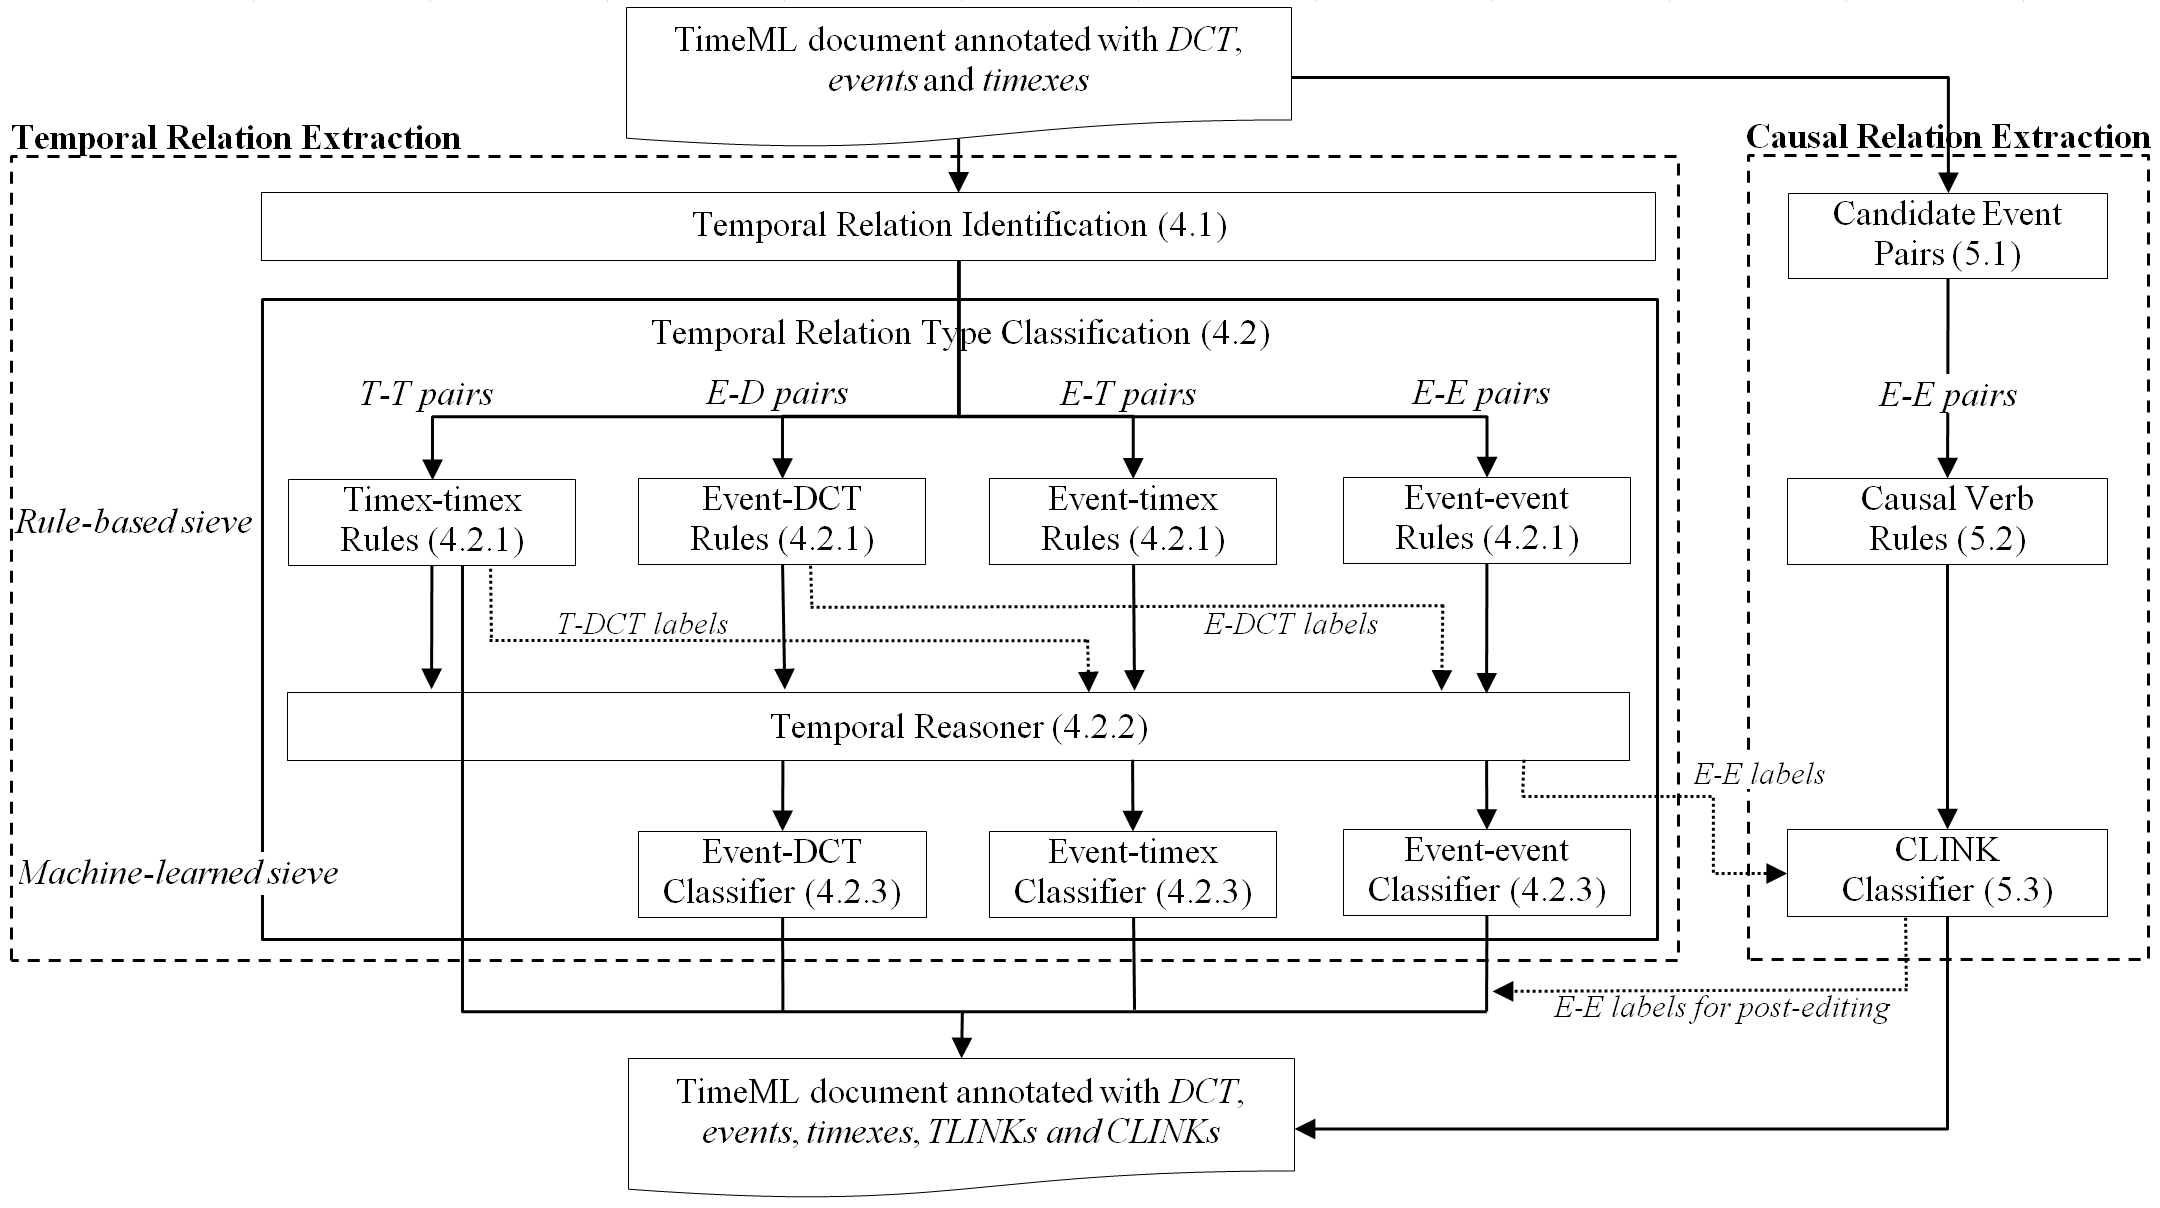 TimeML document annotated with DCT,
events and timexes
Temporal Relation Extraction
Causal Relation Extraction
Temporal Relation Identification (4.1)
Candidate Event
Pairs (5.1)
Temporal Relation Type Classification (4.2)
T-T pairs
E-D pairs
E-T pairs
E-E pairs
E-E pairs
Rule-based sieve
Timex-timex
Rules (4.2.1)
Event-DCT
Rules (4.2.1)
Event-timex
Rules (4.2.1)
Event-event
Rules (4.2.1)
Causal Verb
Rules (5.2)
T-DCT labels
E-DCT labels
Temporal Reasoner (4.2.2)
E-E labels
Machine-learned sieve
Event-DCT
Classifier (4.2.3)
Event-timex
Classifier (4.2.3)
Event-event
Classifier (4.2.3)
CLINK
Classifier (5.3)
E-E labels for post-editing
TimeML document annotated with DCT,
events, timexes, TLINKs and CLINKs